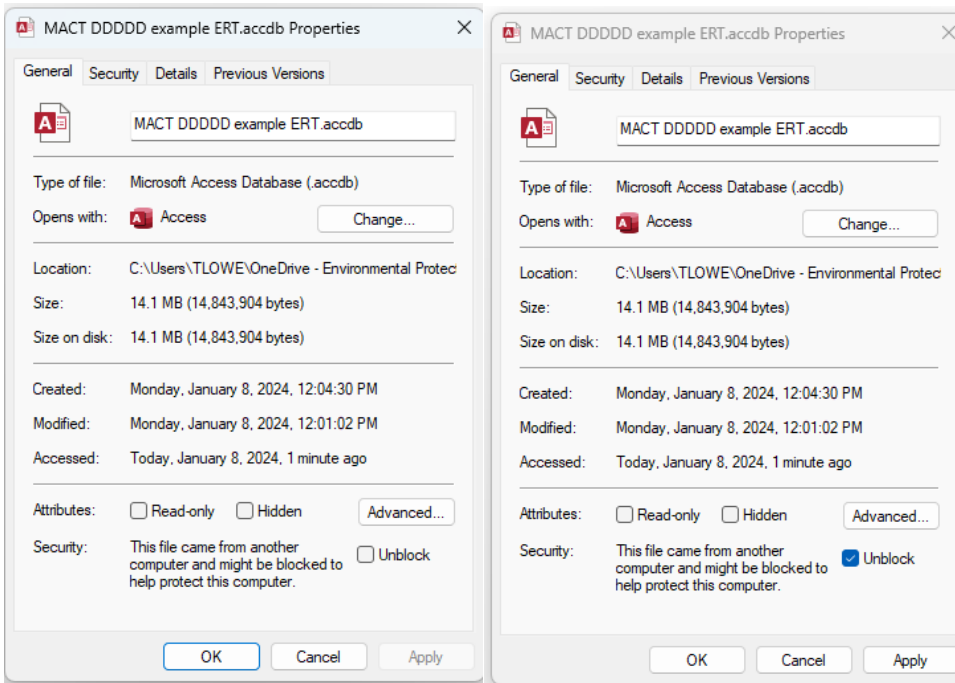 MACT DDDDD example ERT.accdb Properties
General Security Details Previous Versions
MACT DDDDD example ERT.accdb
Type of file: Microsoft Access Database (.accdb)
Opens with: Access Change...
Location: C:\Users\TLOWE\OneDrive - Environmental Protec
Size: 14.1 MB (14,843,904 bytes)
Size on disk: 14.1 MB (14,843,904 bytes)
Created: Monday, January 8, 2024, 12:04:30 PM
Modified: Monday, January 8, 2024, 12:01:02 PM
Accessed: Today, January 8, 2024, 1 minute ago
Attributes: Read-only Hidden Advanced...
Security: This file came from another
computer and might be blocked to
help protect this computer.
Unblock
OK Cancel Apply
MACT DDDDD example ERT.accdb Properties
General Security Details Previous Versions
MACT DDDDD example ERT.accdb
Type of file: Microsoft Access Database (.accdb)
Opens with: Access Change...
Location: C:\Users\TLOWE\OneDrive - Environmental Protec
Size: 14.1 MB (14,843,904 bytes)
Size on disk: 14.1 MB (14,843,904 bytes)
Created: Monday, January 8, 2024, 12:04:30 PM
Modified: Monday, January 8, 2024, 12:01:02 PM
Accessed: Today, January 8, 2024, 1 minute ago
Attributes: Read-only Hidden Advanced...
Security: This file came from another
computer and might be blocked to
help protect this computer.
Unblock
OK Cancel Apply